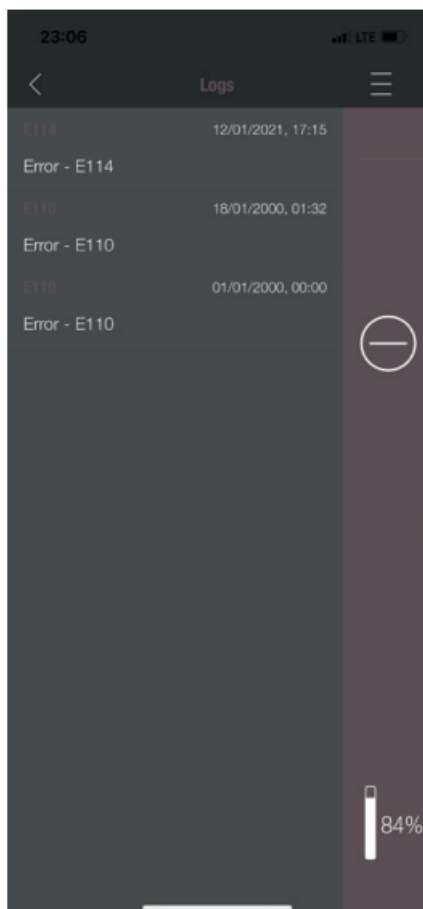 23:06 LTE
Logs
E114 12/01/2021, 17:15
Error - E114
E110 18/01/2000, 01:32
Error - E110
E110 01/01/2000, 00:00
Error - E110
84%